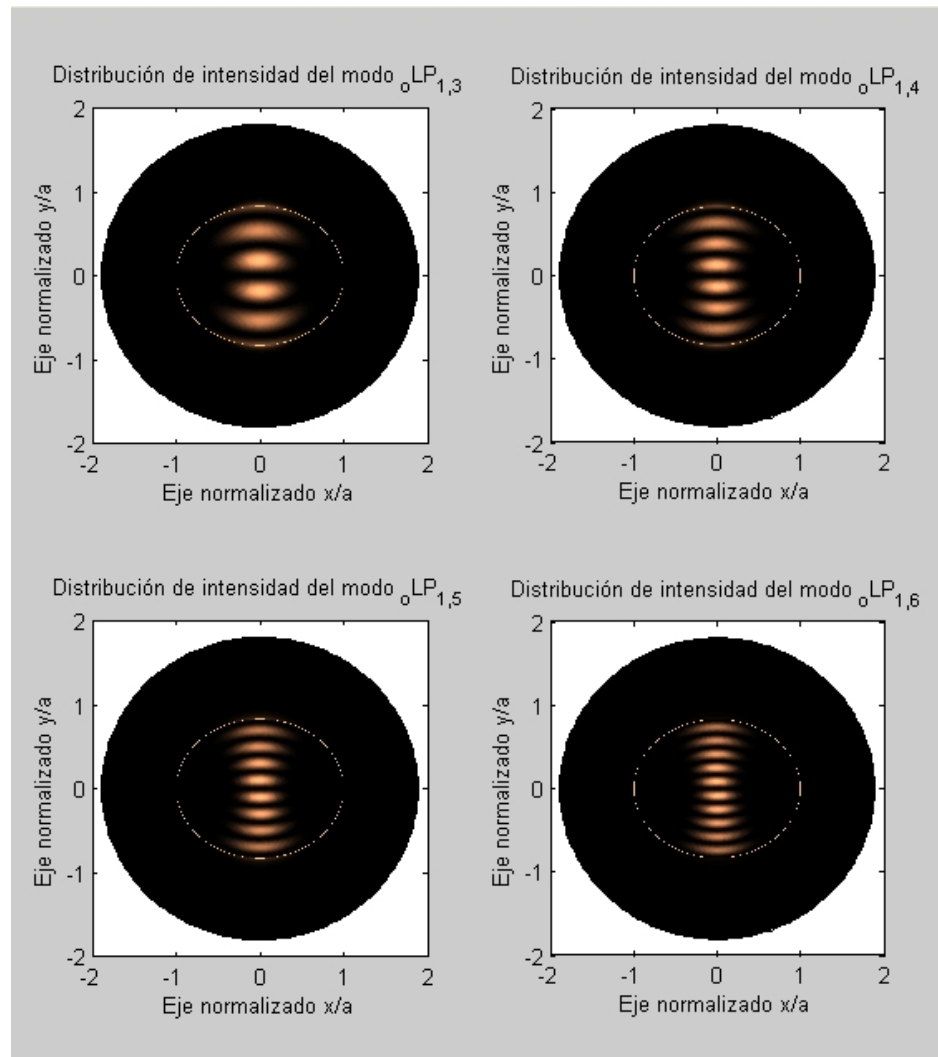 Distribución de intensidad del modo oLP1,3
2
1
0
-1
-2
-2 -1 0 1 2
Eje normalizado y/a
Eje normalizado x/a
Distribución de intensidad del modo oLP1,4
2
1
0
-1
-2
-2 -1 0 1 2
Eje normalizado y/a
Eje normalizado x/a
Distribución de intensidad del modo oLP1,5
2
1
0
-1
-2
-2 -1 0 1 2
Eje normalizado y/a
Eje normalizado x/a
Distribución de intensidad del modo oLP1,6
2
1
0
-1
-2
-2 -1 0 1 2
Eje normalizado y/a
Eje normalizado x/a